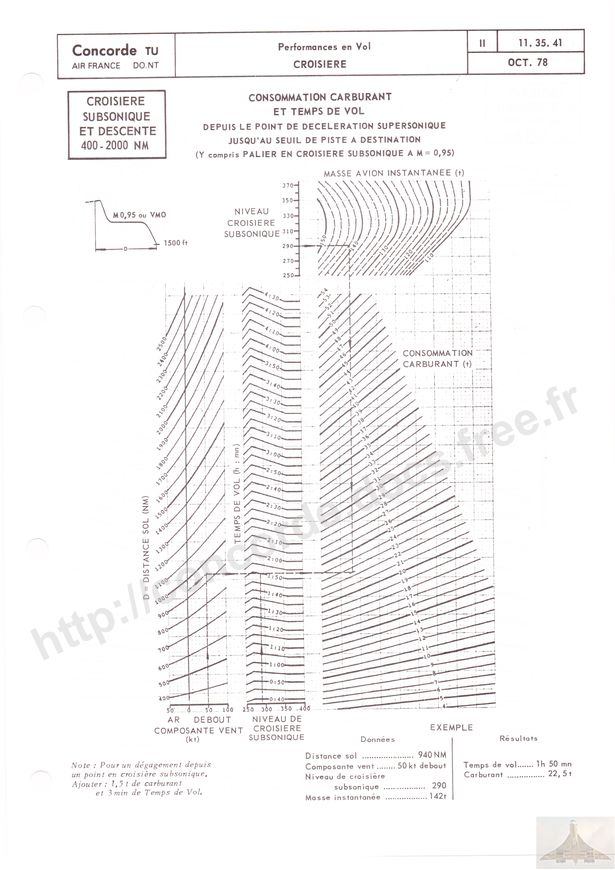 Concorde TU
AIR FRANCE DO.NT
Performances en Vol
CROISIERE
II
11. 35. 41
OCT. 78
CROISIERE
SUBSONIQUE
ET DESCENTE
400 - 2000 NM
CONSOMMATION CARBURANT
ET TEMPS DE VOL
DEPUIS LE POINT DE DECELERATION SUPERSONIQUE
JUSQU'AU SEUIL DE PISTE A DESTINATION
(Y compris PALIER EN CROISIERE SUBSONIQUE A M = 0,95)
MASSE AVION INSTANTANEE (t)
M 0,95 ou VMO
D
1500 ft
NIVEAU
CROISIERE
SUBSONIQUE
370
350
330
310
290
270
250
150
140
130
120
110
CONSOMMATION
CARBURANT (t)
D : DISTANCE SOL (NM)
2500
2400
2300
2200
2100
2000
1900
1800
1700
1600
1500
1400
1300
1200
1100
1000
900
800
700
600
500
400
TEMPS DE VOL (h : mn)
4:30
4:20
4:10
4:00
3:50
3:40
3:30
3:20
3:10
3:00
2:50
2:40
2:30
2:20
2:10
2:00
1:50
1:40
1:30
1:20
1:10
1:00
0:50
0:40
50 0 50 100
250 300 350 400
AR DEBOUT
COMPOSANTE VENT
(kt)
NIVEAU DE
CROISIERE
SUBSONIQUE
EXEMPLE
Données
Résultats
Distance sol ...................... 940 NM
Composante vent ........ 50 kt debout
Niveau de croisière
subsonique ................. 290
Masse instantanée ............... 142t
Temps de vol...... 1h 50 mn
Carburant ................ 22,5 t
Note : Pour un dégagement depuis
un point en croisière subsonique,
Ajouter : 1,5 t de carburant
et 3 min de Temps de Vol.
http://concorde.docs.free.fr